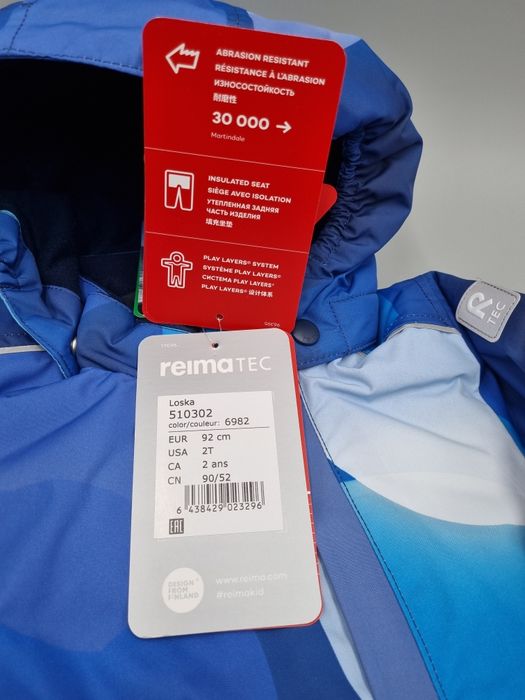 ABRASION RESISTANT
RÉSISTANCE À L'ABRASION
ИЗНОСОСТОЙКОСТЬ
耐磨性
30 000 →
Martindale
INSULATED SEAT
SIÈGE AVEC ISOLATION
УТЕПЛЕННАЯ ЗАДНЯЯ
ЧАСТЬ ИЗДЕЛИЯ
填充坐垫
PLAY LAYERS® SYSTEM
SYSTÈME PLAY LAYERS®
СИСТЕМА PLAY LAYERS®
PLAY LAYERS® 设计体系
R
TEC
reimaTEC
Loska
510302
color/couleur: 6982
EUR 92 cm
USA 2T
CA 2 ans
CN 90/52
6 438429 023296
EAC
DESIGN
FROM
FINLAND
www.reima.com
#reimakid